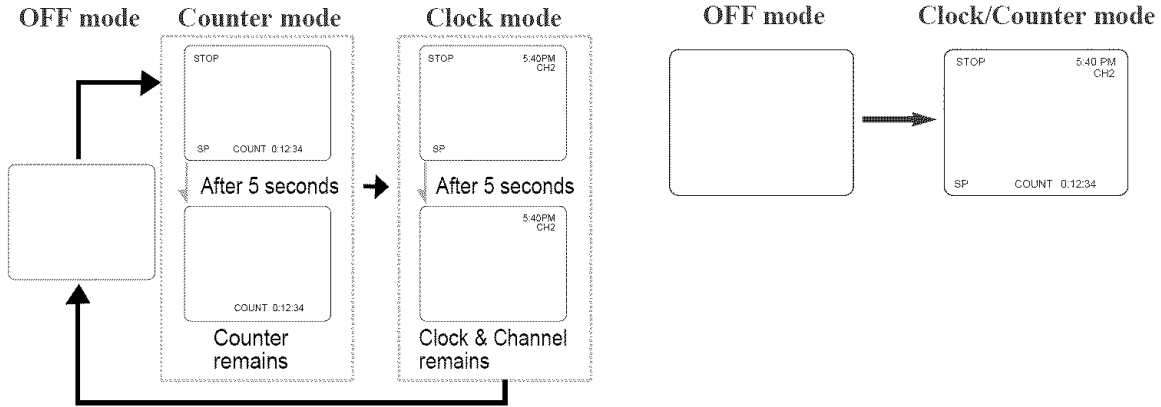 OFF mode
Counter mode
Clock mode
STOP
SP COUNT 0:12:34
After 5 seconds
COUNT 0:12:34
Counter
remains
STOP 5:40PM
CH2
SP
After 5 seconds
5:40PM
CH2
Clock & Channel
remains
OFF mode
Clock/Counter mode
STOP 5:40 PM
CH2
SP COUNT 0:12:34